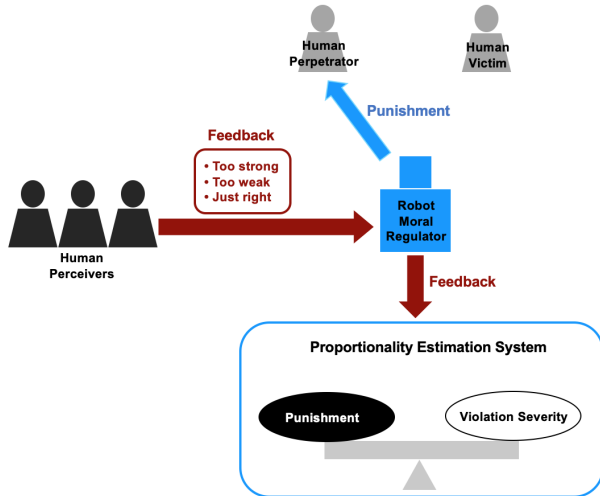 Human
Perpetrator
Human
Victim
Punishment
Feedback
• Too strong
• Too weak
• Just right
Human
Perceivers
Robot
Moral
Regulator
Feedback
Proportionality Estimation System
Punishment
Violation Severity